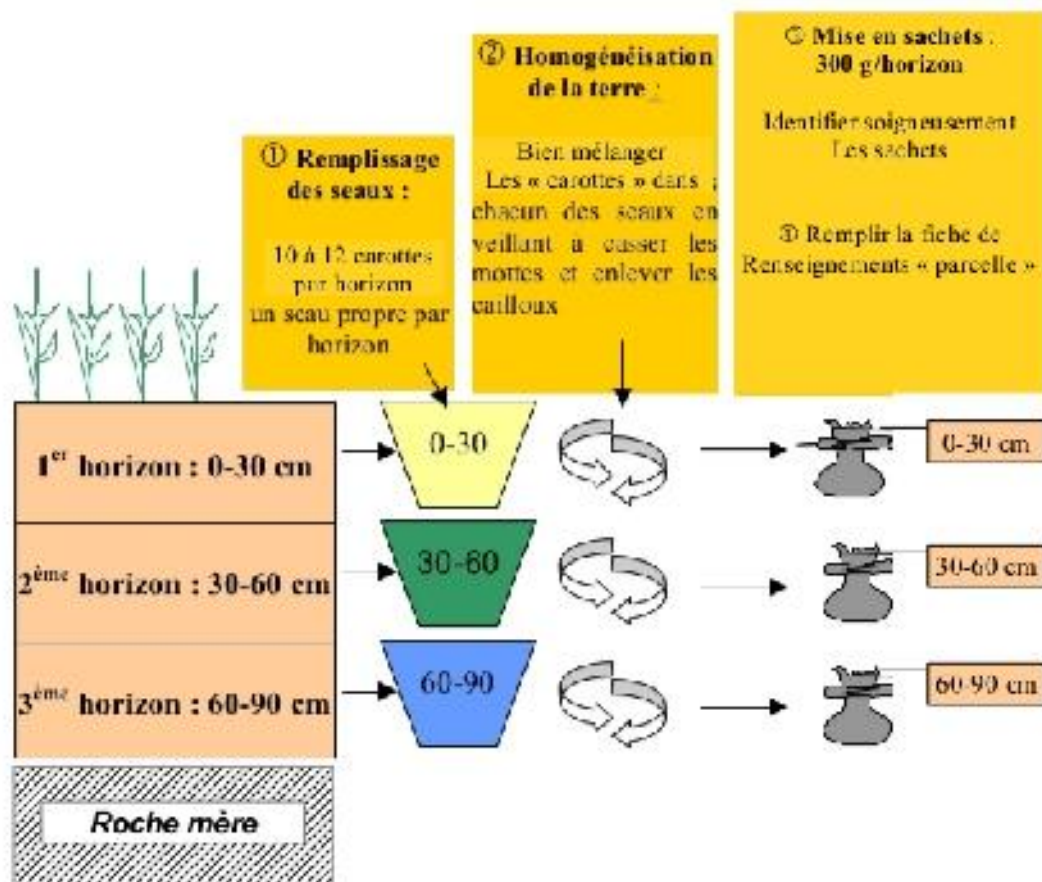 ① Remplissage
des seaux :
10 à 12 carottes
par horizon
un seau propre par
horizon
② Homogénéisation
de la terre :
Bien mélanger
Les « carottes » dans :
chacun des seaux en
veillant a casser les
mottes et enlever les
cailloux
③ Mise en sachets :
300 g/horizon
Identifier soigneusement
Les sachets
① Remplir la fiche de
Renseignements « parcelle »
1er horizon : 0-30 cm
0-30
0-30 cm
2ème horizon : 30-60 cm
30-60
30-60 cm
3ème horizon : 60-90 cm
60-90
60-90 cm
Roche mère